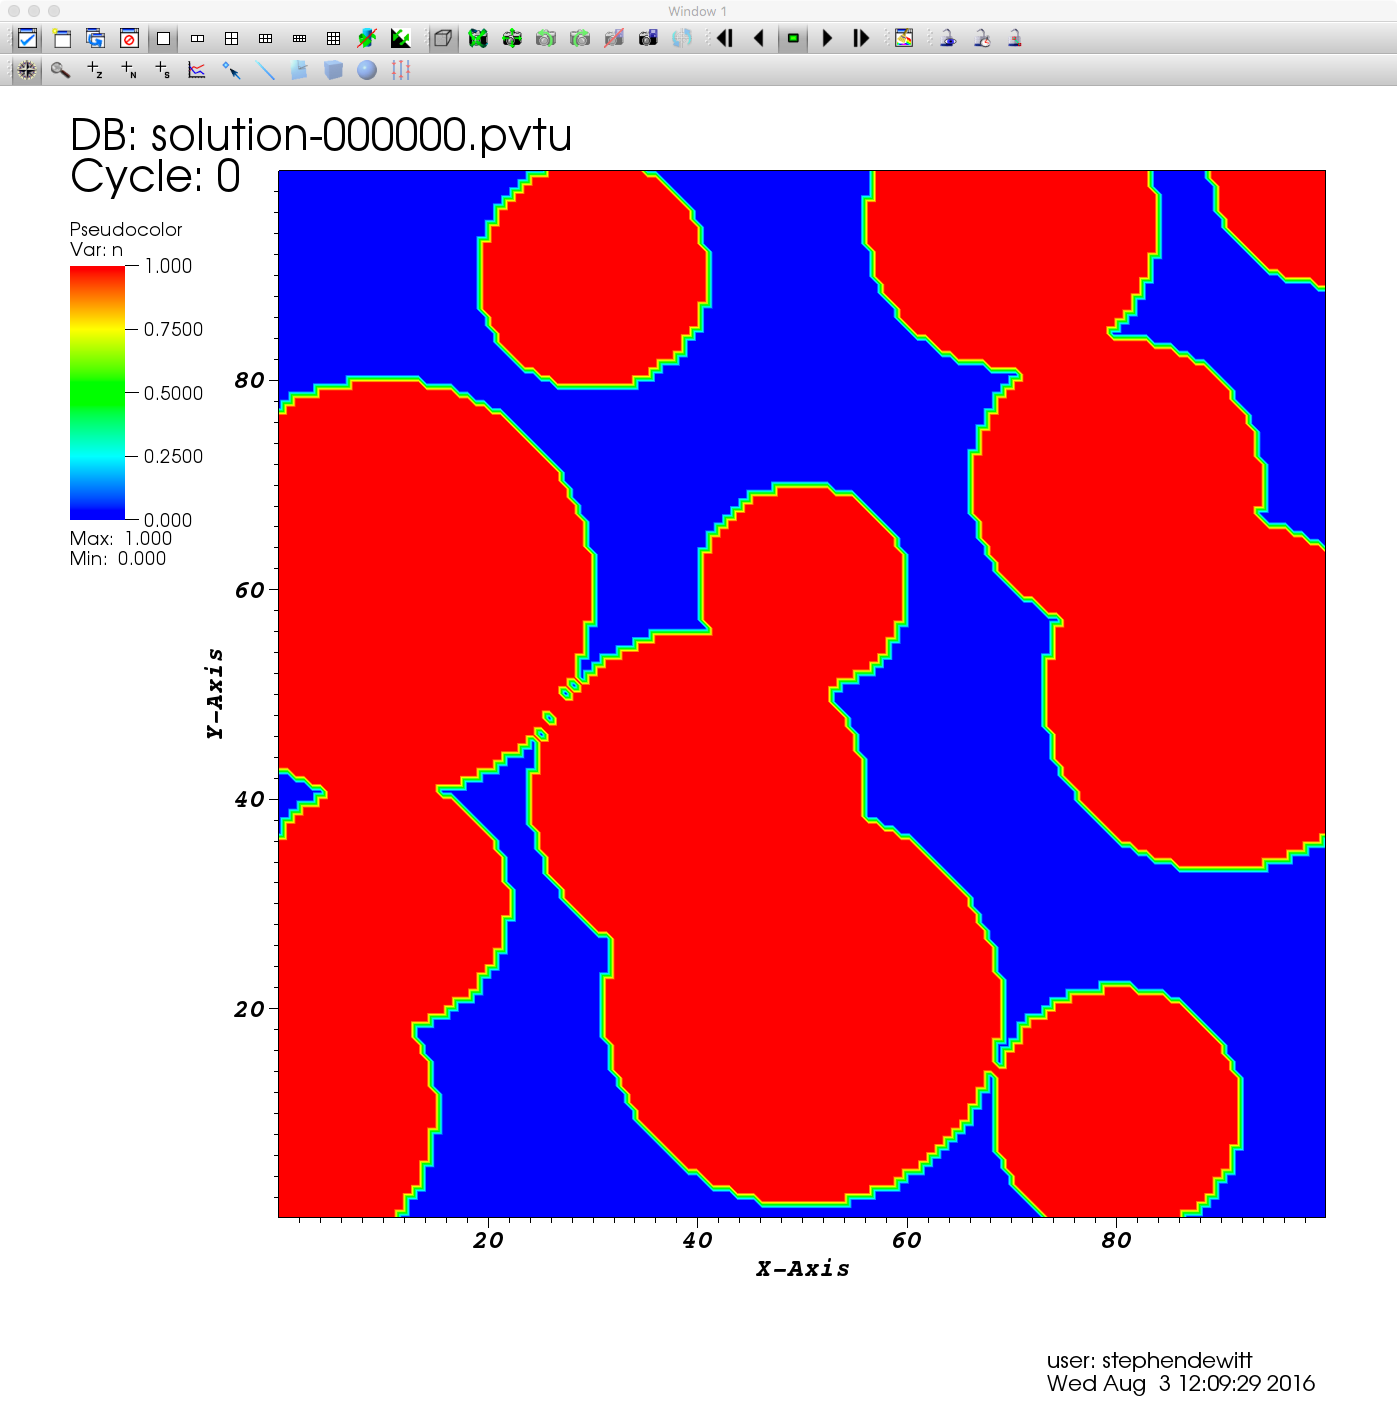 Window 1
DB: solution-000000.pvtu
Cycle: 0
Pseudocolor
Var: n
1.000
0.7500
0.5000
0.2500
0.000
Max: 1.000
Min: 0.000
80
60
40
20
Y-Axis
20 40 60 80
X-Axis
user: stephendewitt
Wed Aug 3 12:09:29 2016